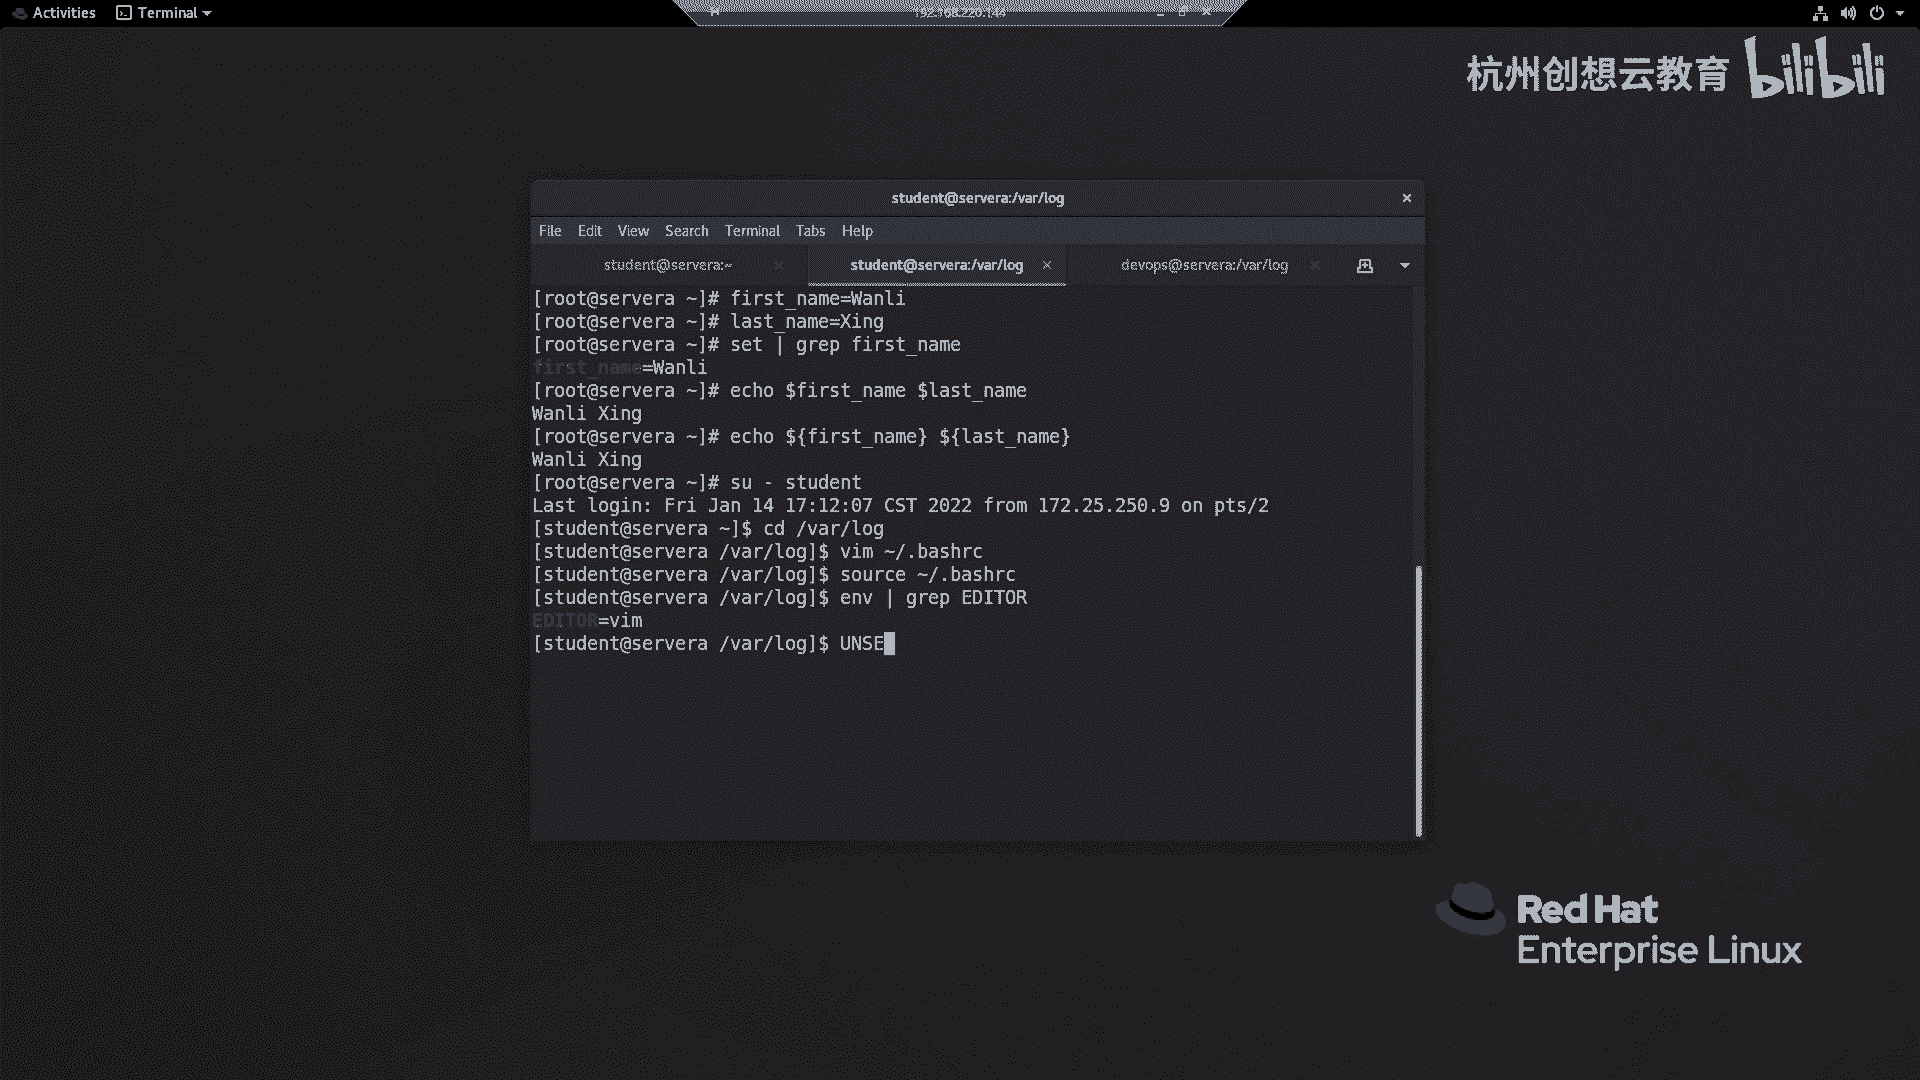 Activities Terminal
192.168.220.144
杭州创想云教育 bilibili
student@servera:/var/log
File Edit View Search Terminal Tabs Help
student@servera:~ student@servera:/var/log devops@servera:/var/log
[root@servera ~]# first_name=Wanli
[root@servera ~]# last_name=Xing
[root@servera ~]# set | grep first_name
first_name=Wanli
[root@servera ~]# echo $first_name $last_name
Wanli Xing
[root@servera ~]# echo ${first_name} ${last_name}
Wanli Xing
[root@servera ~]# su - student
Last login: Fri Jan 14 17:12:07 CST 2022 from 172.25.250.9 on pts/2
[student@servera ~]$ cd /var/log
[student@servera /var/log]$ vim ~/.bashrc
[student@servera /var/log]$ source ~/.bashrc
[student@servera /var/log]$ env | grep EDITOR
EDITOR=vim
[student@servera /var/log]$ UNSE
Red Hat
Enterprise Linux